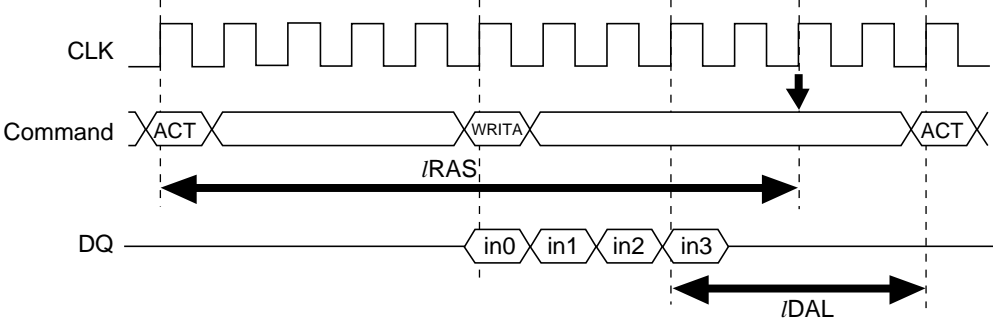 CLK
Command ACT WRITA ACT
lRAS
DQ in0 in1 in2 in3
lDAL